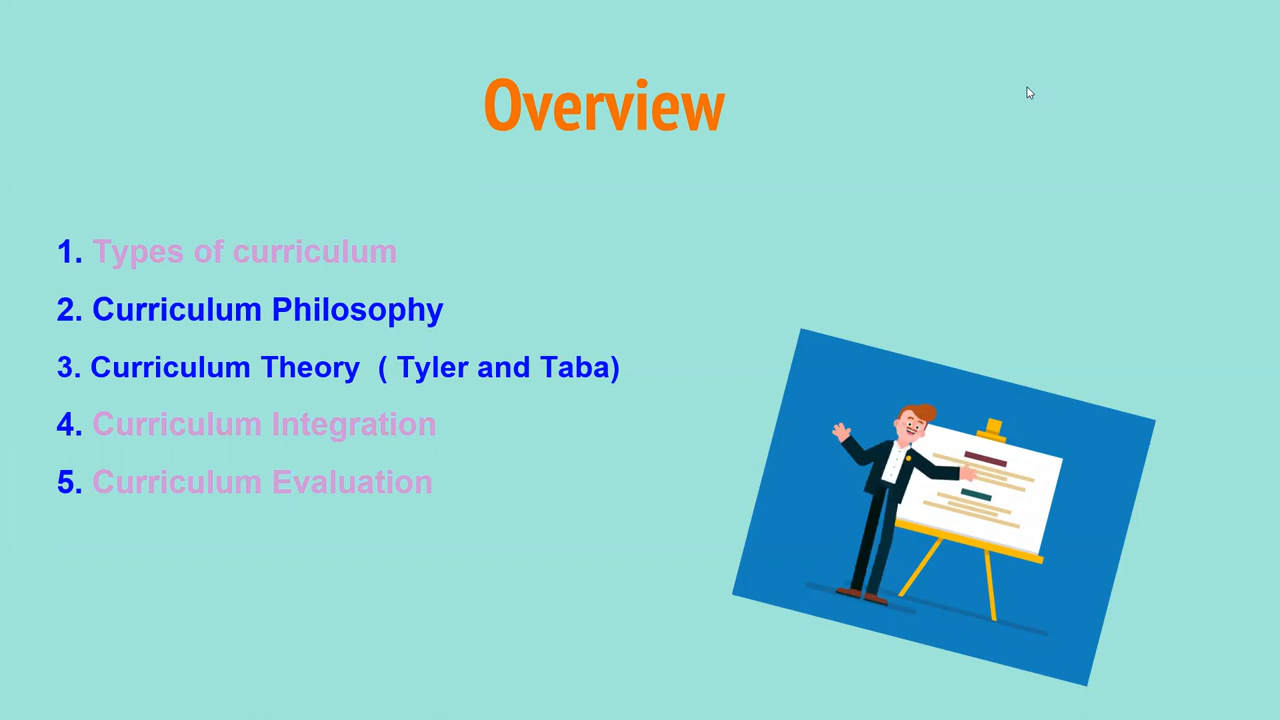 Overview
1. Types of curriculum
2. Curriculum Philosophy
3. Curriculum Theory  ( Tyler and Taba)
4. Curriculum Integration
5. Curriculum Evaluation